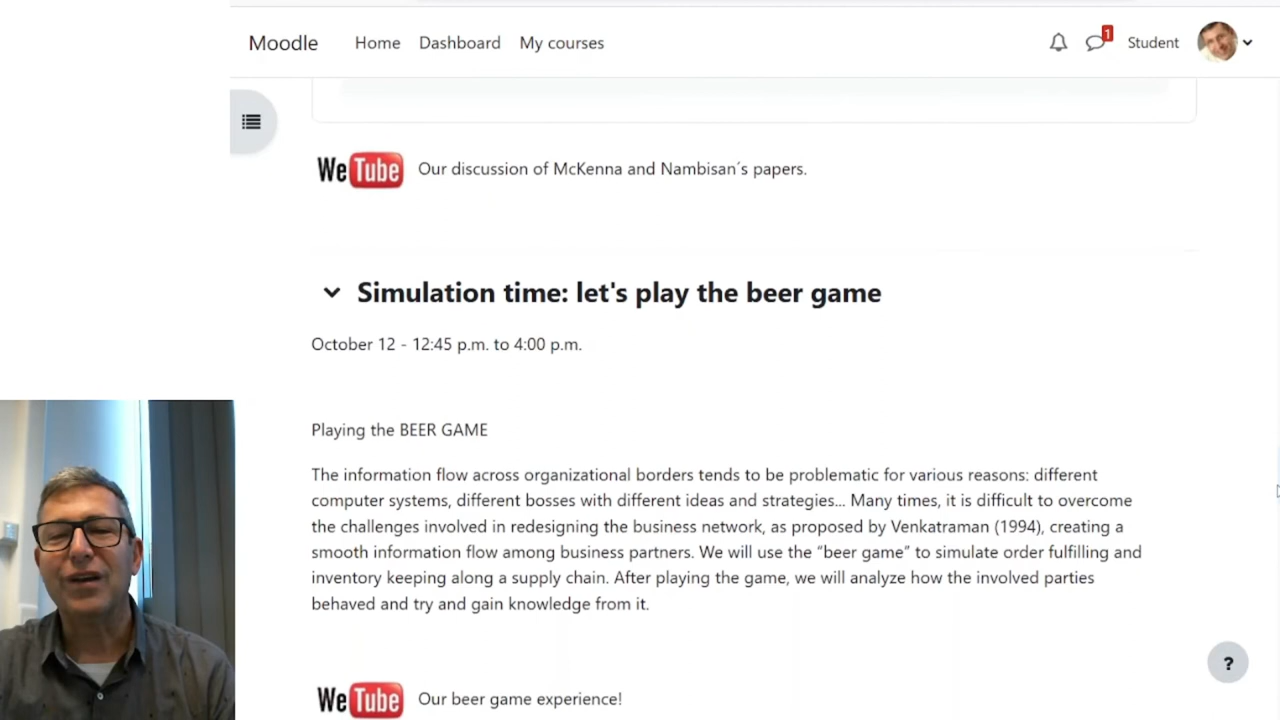 Moodle Home Dashboard My courses 1 Student
We Tube Our discussion of McKenna and Nambisan´s papers.
Simulation time: let's play the beer game
October 12 - 12:45 p.m. to 4:00 p.m.
Playing the BEER GAME
The information flow across organizational borders tends to be problematic for various reasons: different
computer systems, different bosses with different ideas and strategies... Many times, it is difficult to overcome
the challenges involved in redesigning the business network, as proposed by Venkatraman (1994), creating a
smooth information flow among business partners. We will use the “beer game” to simulate order fulfilling and
inventory keeping along a supply chain. After playing the game, we will analyze how the involved parties
behaved and try and gain knowledge from it.
?
We Tube Our beer game experience!